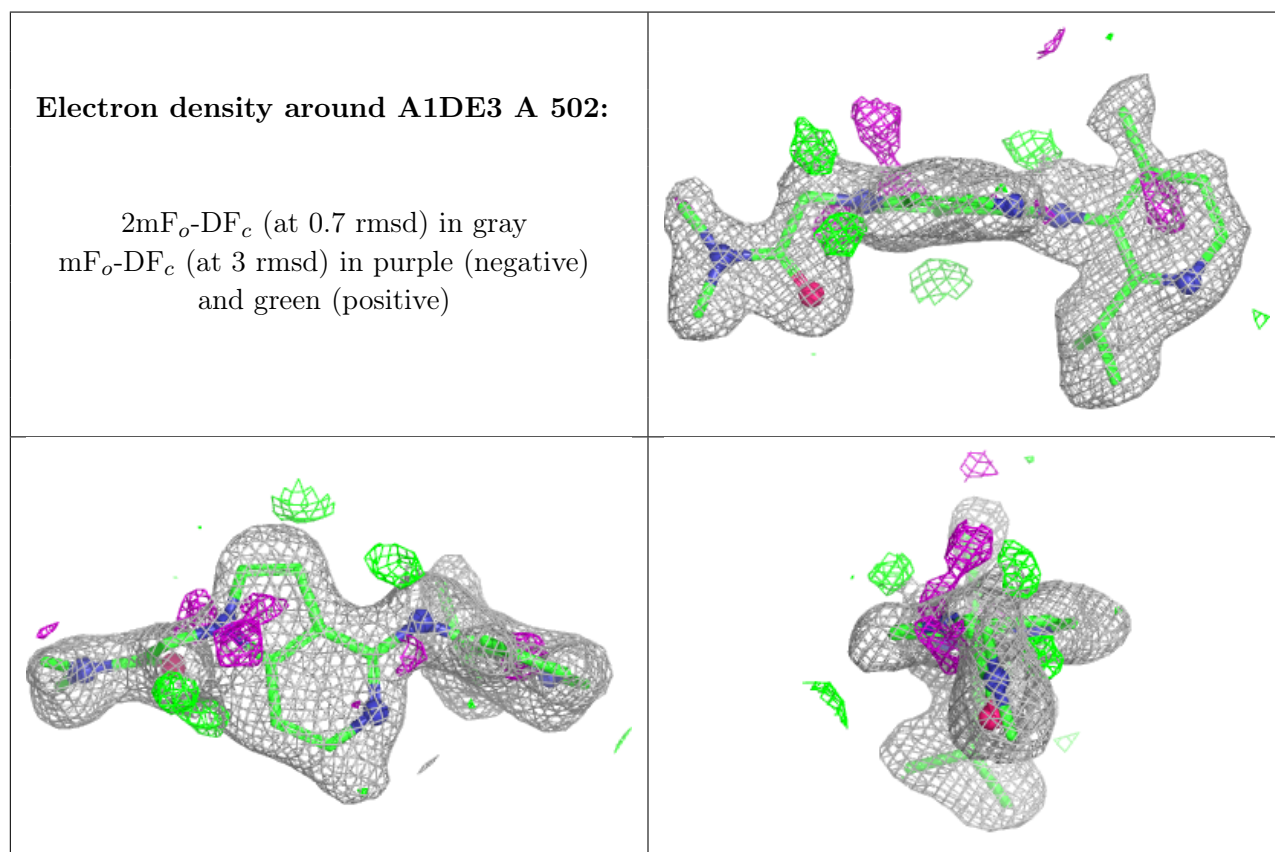 Electron density around A1DE3 A 502:
2mFo-DFc (at 0.7 rmsd) in gray
mFo-DFc (at 3 rmsd) in purple (negative)
and green (positive)